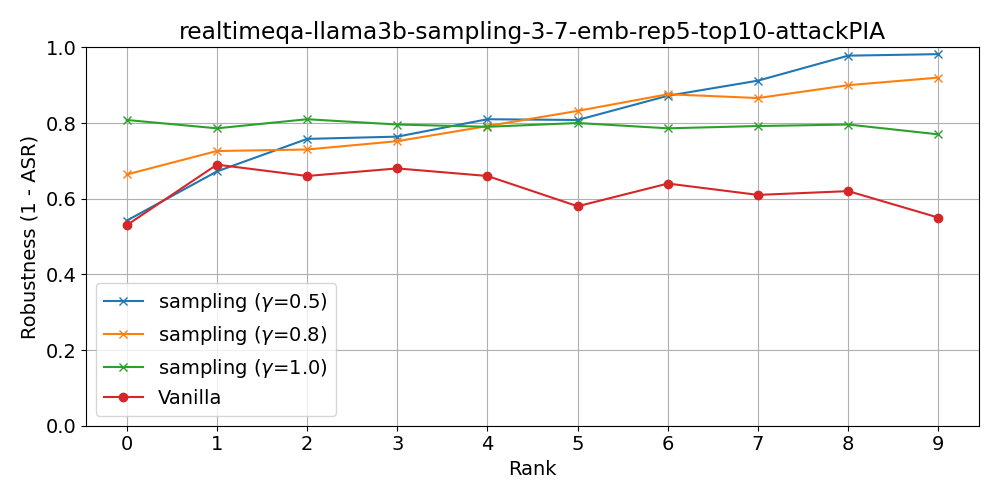 realtimeqa-llama3b-sampling-3-7-emb-rep5-top10-attackPIA
1.0
0.8
0.6
0.4
0.2
0.0
Robustness (1 - ASR)
sampling (γ=0.5)
sampling (γ=0.8)
sampling (γ=1.0)
Vanilla
0 1 2 3 4 5 6 7 8 9
Rank